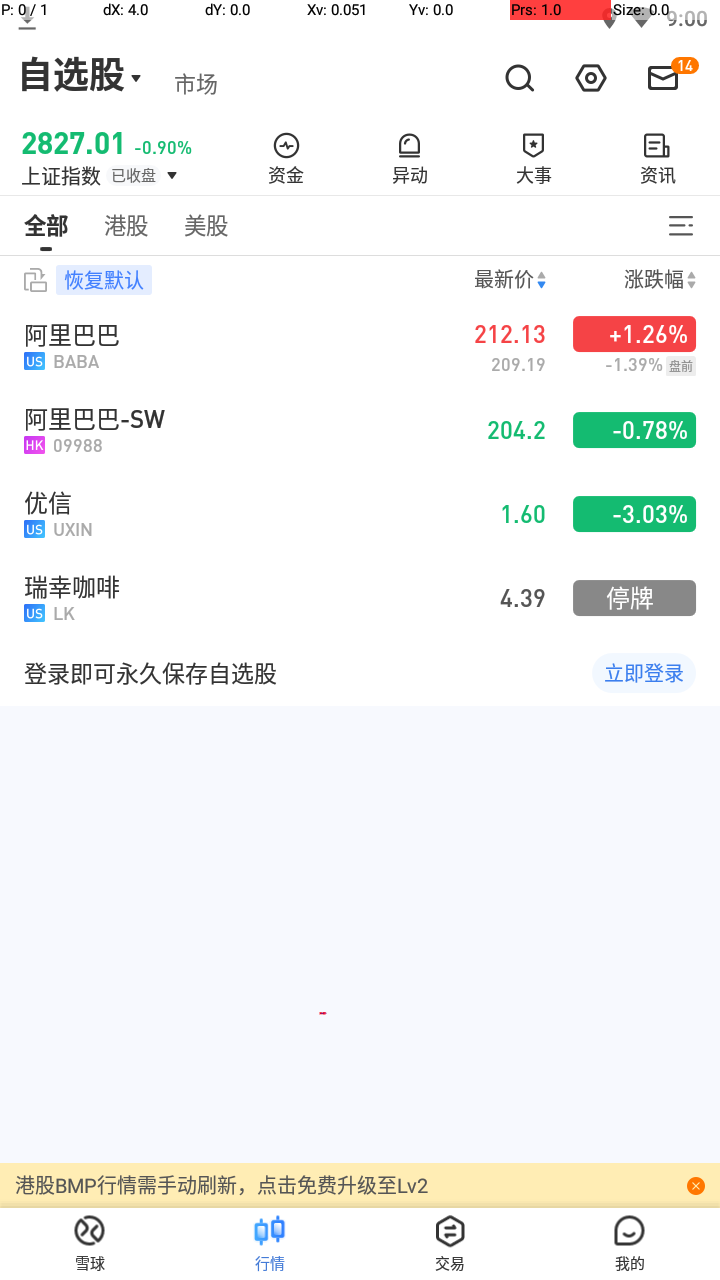 P: 0 / 1 dX: 4.0 dY: 0.0 Xv: 0.051 Yv: 0.0 Prs: 1.0 Size: 0.0
9:00
自选股 市场 14
2827.01 -0.90%
上证指数 已收盘 资金 异动 大事 资讯
全部 港股 美股
恢复默认 最新价 涨跌幅
阿里巴巴 212.13 +1.26%
US BABA 209.19 -1.39% 盘前
阿里巴巴-SW 204.2 -0.78%
HK 09988
优信 1.60 -3.03%
US UXIN
瑞幸咖啡 4.39 停牌
US LK
登录即可永久保存自选股 立即登录
港股BMP行情需手动刷新，点击免费升级至Lv2
雪球 行情 交易 我的